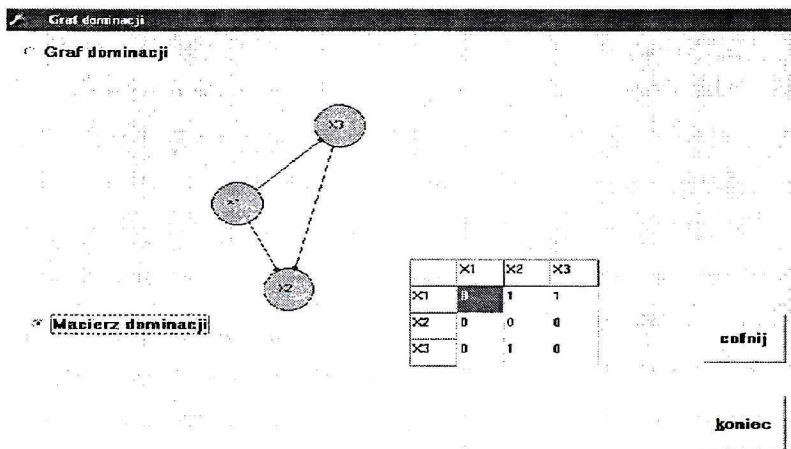 Graf dominacji
Graf dominacji
X3
X2
X1 X2 X3
X1 0 1 1
X2 0 0 0
X3 0 1 0
Macierz dominacji
cofnij
koniec